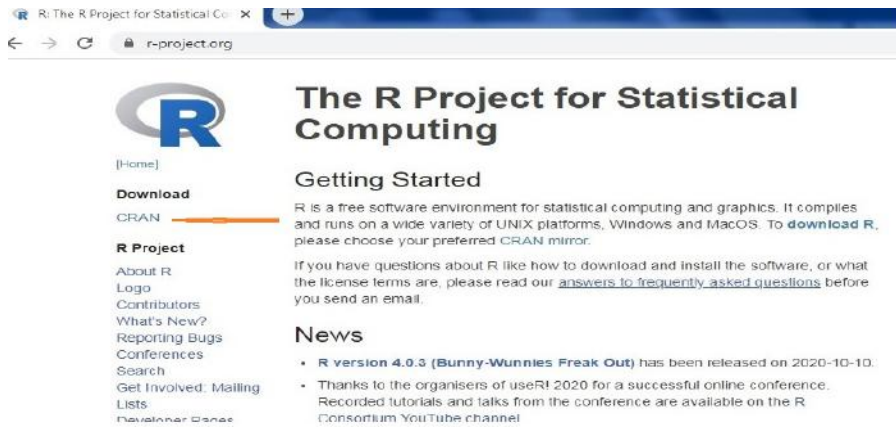 R: The R Project for Statistical Co
r-project.org
R
[Home]
Download
CRAN
R Project
About R
Logo
Contributors
What's New?
Reporting Bugs
Conferences
Search
Get Involved: Mailing
Lists
Developer Pages
The R Project for Statistical
Computing
Getting Started
R is a free software environment for statistical computing and graphics. It compiles
and runs on a wide variety of UNIX platforms, Windows and MacOS. To download R,
please choose your preferred CRAN mirror.
If you have questions about R like how to download and install the software, or what
the license terms are, please read our answers to frequently asked questions before
you send an email.
News
• R version 4.0.3 (Bunny-Wunnies Freak Out) has been released on 2020-10-10.
• Thanks to the organisers of useR! 2020 for a successful online conference.
Recorded tutorials and talks from the conference are available on the R
Consortium YouTube channel